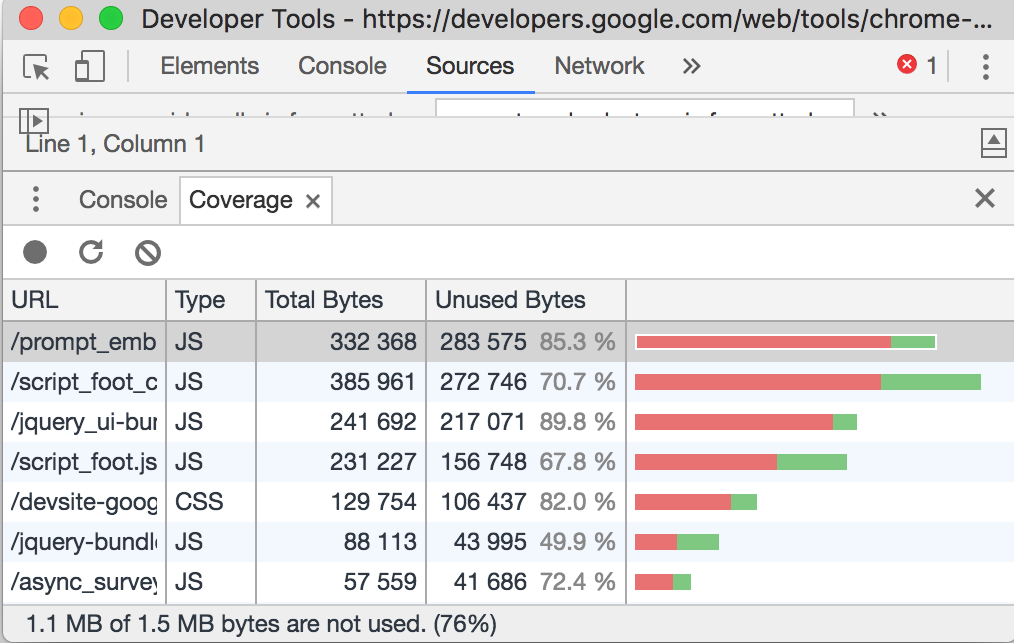 Developer Tools - https://developers.google.com/web/tools/chrome-...
Elements Console Sources Network » 1
Line 1, Column 1
Console Coverage ×
URL Type Total Bytes Unused Bytes
/prompt_emb JS 332 368 283 575 85.3 %
/script_foot_c JS 385 961 272 746 70.7 %
/jquery_ui-bur JS 241 692 217 071 89.8 %
/script_foot.js JS 231 227 156 748 67.8 %
/devsite-goog CSS 129 754 106 437 82.0 %
/jquery-bundle JS 88 113 43 995 49.9 %
/async_survey JS 57 559 41 686 72.4 %
1.1 MB of 1.5 MB bytes are not used. (76%)